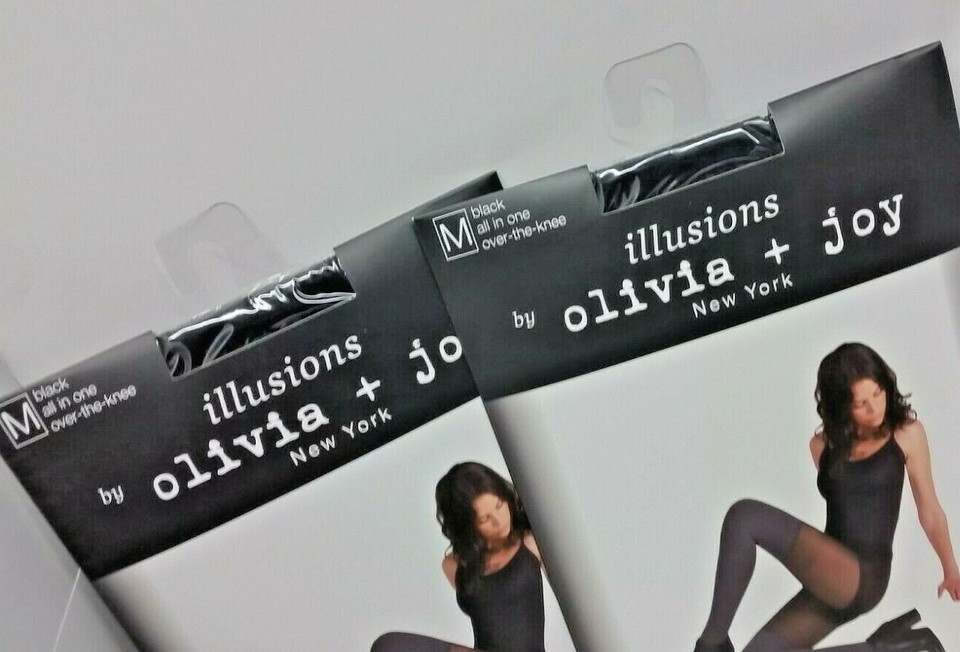 M
black
all in one
over-the-knee
illusions
by olivia + jo
New York
M
black
all in one
over-the-knee
illusions
by olivia + joy
New York